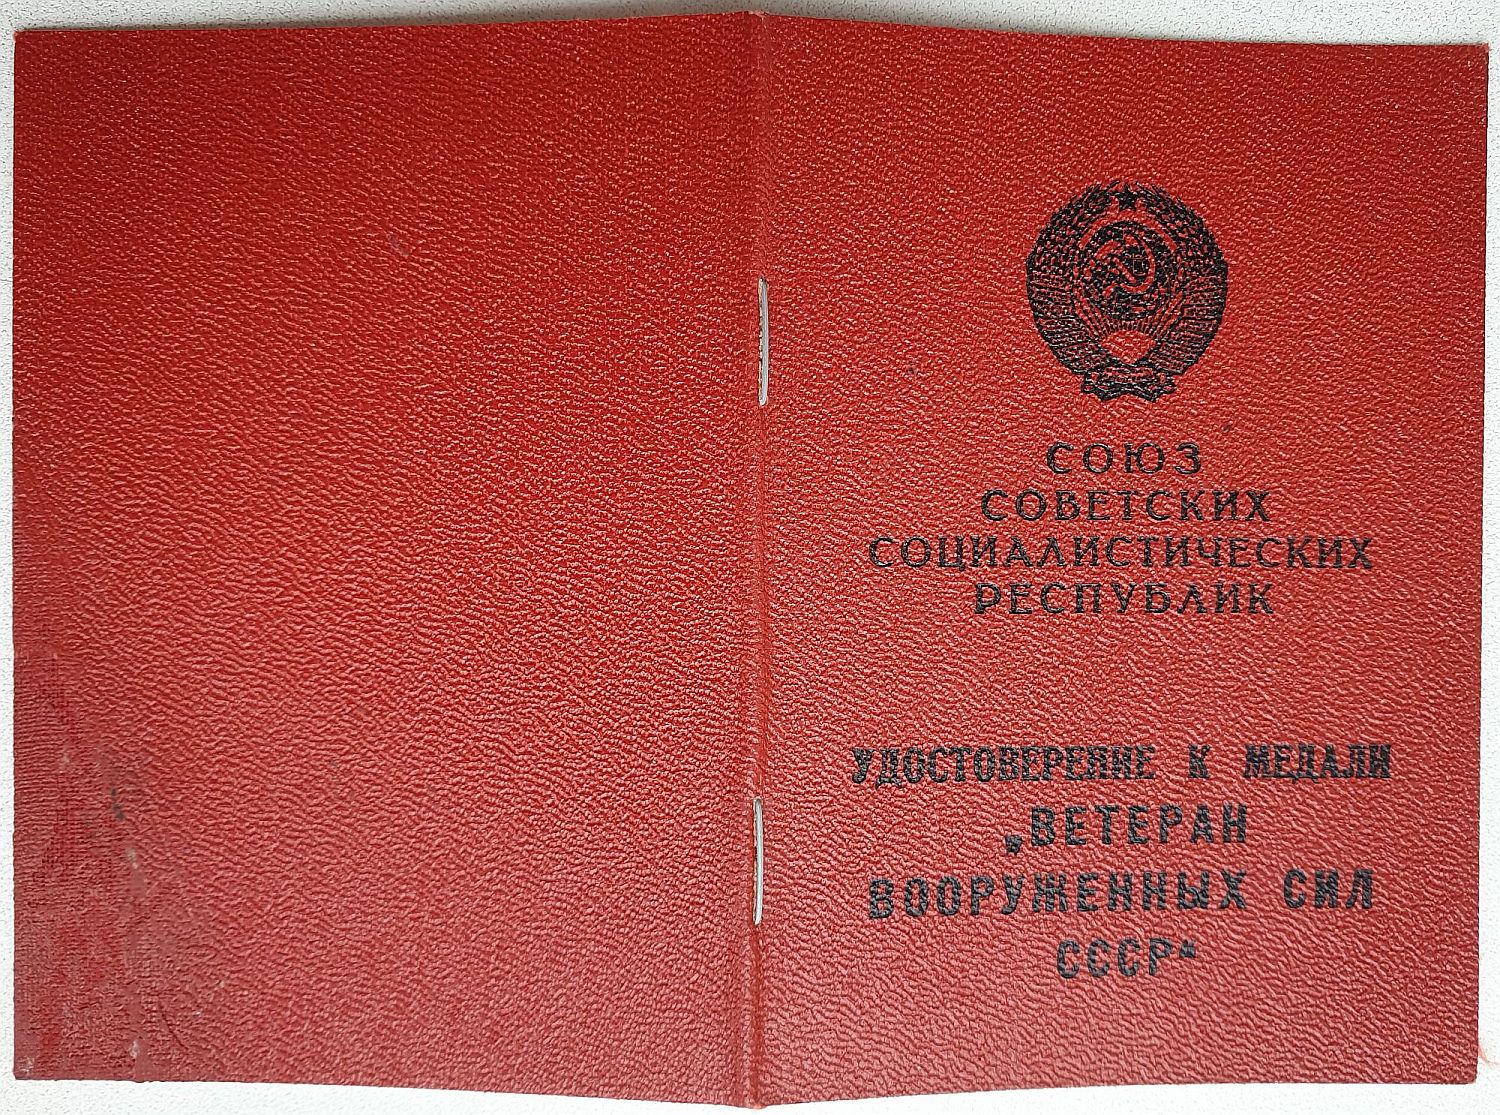 СОЮЗ
СОВЕТСКИХ
СОЦИАЛИСТИЧЕСКИХ
РЕСПУБЛИК
УДОСТОВЕРЕНИЕ К МЕДАЛИ
„ВЕТЕРАН
ВООРУЖЕННЫХ СИЛ
СССР“